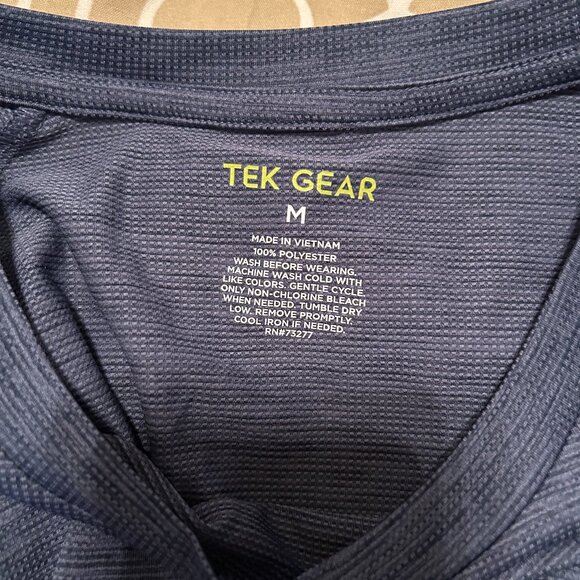 TEK GEAR
M
MADE IN VIETNAM
100% POLYESTER
WASH BEFORE WEARING.
MACHINE WASH COLD WITH
LIKE COLORS. GENTLE CYCLE.
ONLY NON-CHLORINE BLEACH
WHEN NEEDED. TUMBLE DRY
LOW. REMOVE PROMPTLY.
COOL IRON IF NEEDED.
RN#73277